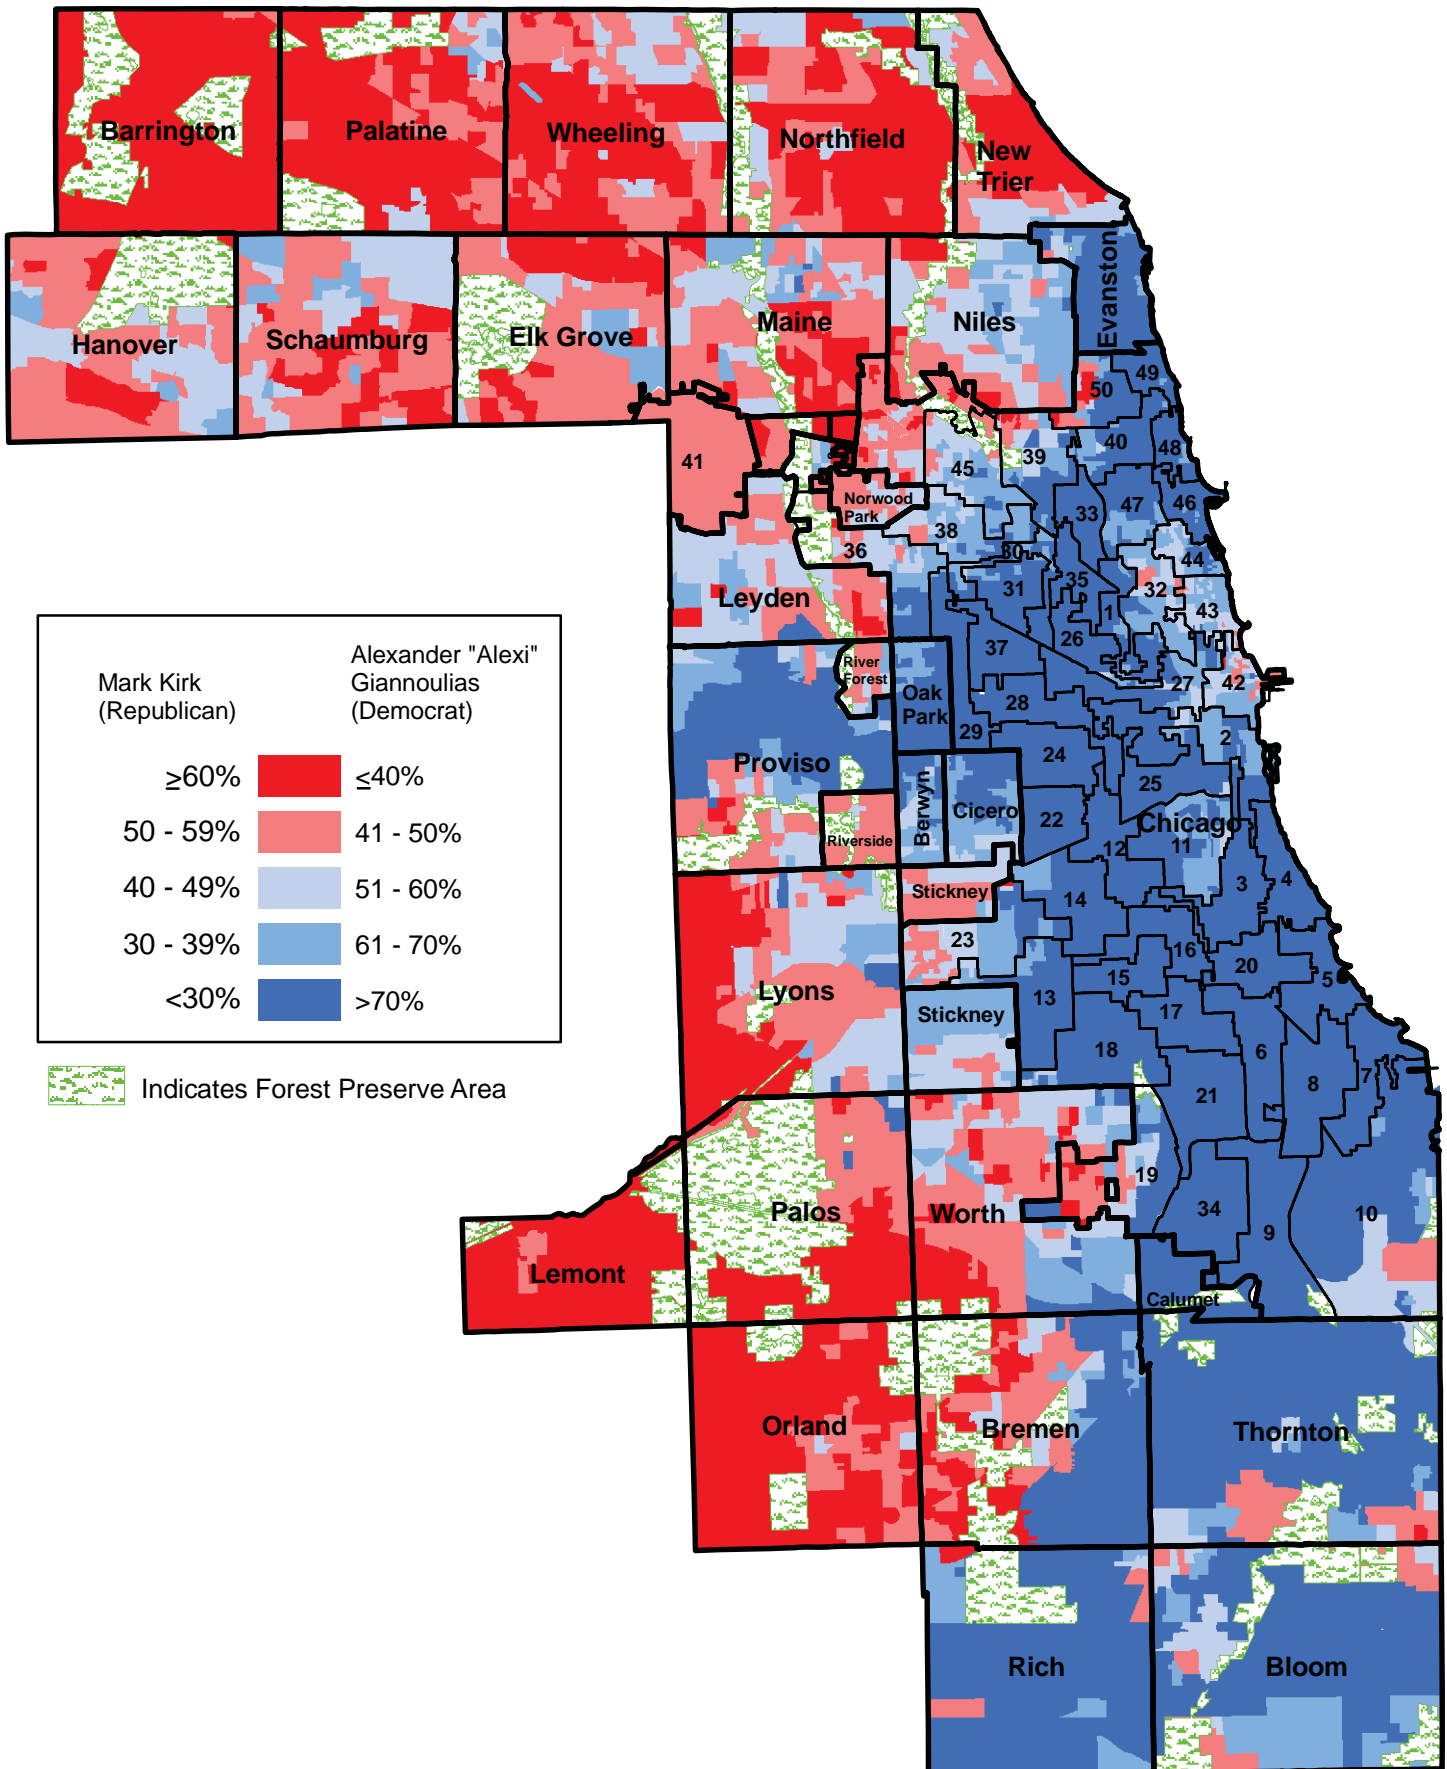 Barrington
Palatine
Wheeling
Northfield
New
Trier
Hanover
Schaumburg
Elk Grove
Maine
Niles
Evanston
49
50
40
48
41
45
39
Norwood
Park
47
46
33
38
36
30
44
35
31
32
Leyden
1
43
26
37
River
Forest
27
42
Oak
Park
28
29
2
24
Proviso
25
Berwyn
Cicero
22
Chicago
Riverside
12
11
Stickney
3
4
14
23
16
20
15
5
Lyons
13
Stickney
17
18
6
8
7
21
19
Palos
Worth
34
10
9
Lemont
Calumet
Orland
Bremen
Thornton
Rich
Bloom
Mark Kirk
(Republican)
Alexander "Alexi"
Giannoulias
(Democrat)
≥60% ≤40%
50 - 59% 41 - 50%
40 - 49% 51 - 60%
30 - 39% 61 - 70%
<30% >70%
Indicates Forest Preserve Area